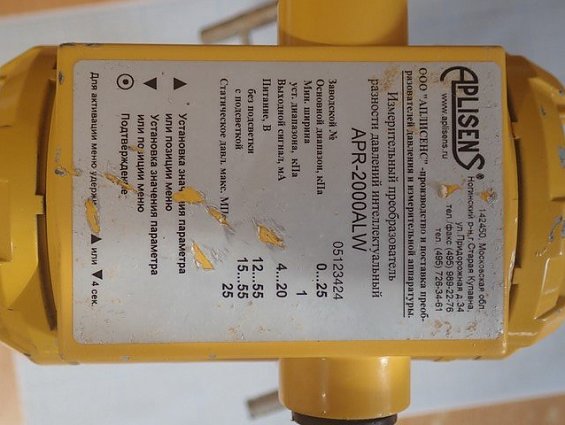 APLISENS®
www.aplisens.ru
142450, Московская обл.
Ногинский р-н,г.Старая Купавна,
ул.Придорожная д.34
тел./факс (495) 989-22-76
тел. (495) 726-34-61
ООО "АПЛИСЕНС" -производство и поставка преоб-
разователей давления и измерительной аппаратуры.
Измерительный преобразователь
разности давлений интеллектуальный
APR-2000ALW
Заводской № 05123424
Основной диапазон, кПа 0...25
Мин. ширина
уст. диапазона, кПа 1
Выходной сигнал, мА 4...20
Питание, В
без подсветки 12...55
с подсветкой 15...55
Статическое давл. макс. МПа 25
▲ Установка значения параметра
или позиции меню
▼ Установка значения параметра
или позиции меню
Подтверждение.
Для активации меню удерж ▲ или ▼ 4 сек.